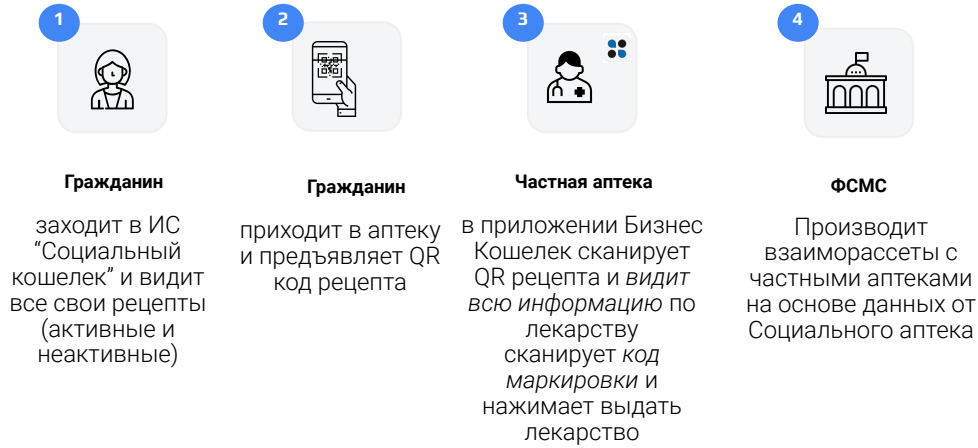 1
Гражданин
заходит в ИС
“Социальный
кошелек” и видит
все свои рецепты
(активные и
неактивные)
2
Гражданин
приходит в аптеку
и предъявляет QR
код рецепта
3
Частная аптека
в приложении Бизнес
Кошелек сканирует
QR рецепта и видит
всю информацию по
лекарству
сканирует код
маркировки и
нажимает выдать
лекарство
4
ФСМС
Производит
взаиморассеты с
частными аптеками
на основе данных от
Социального аптека